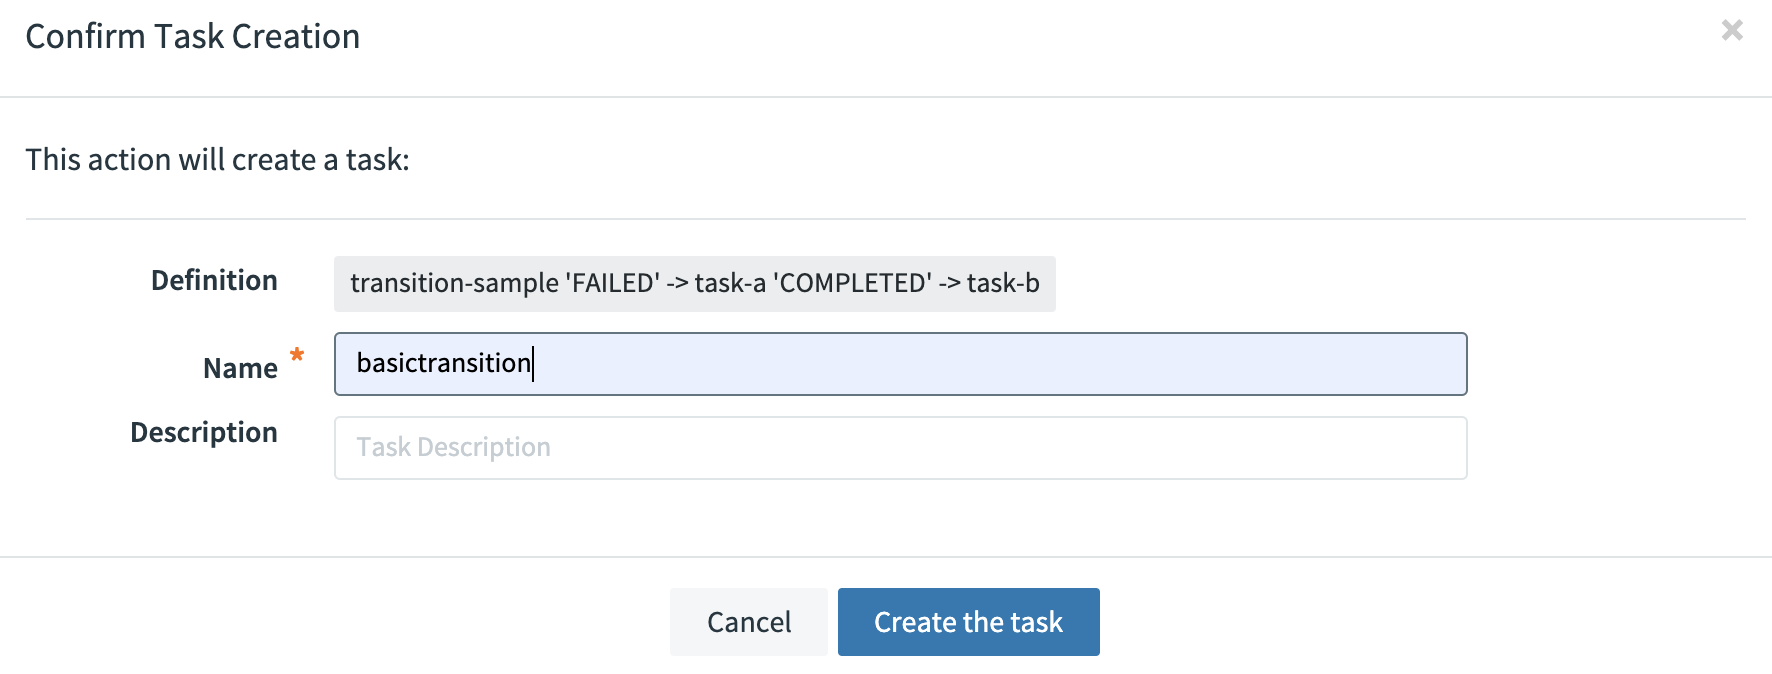 Confirm Task Creation
This action will create a task:
Definition transition-sample 'FAILED' -> task-a 'COMPLETED' -> task-b
Name * basictransition
Description Task Description
Cancel Create the task